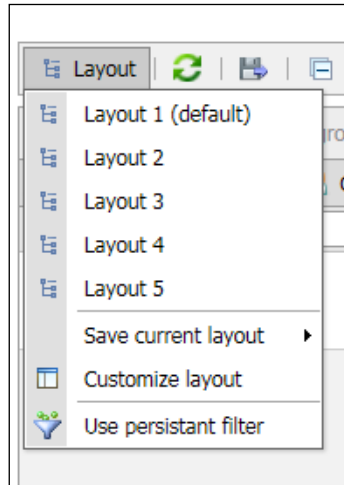 Layout
Layout 1 (default)
Layout 2
Layout 3
Layout 4
Layout 5
Save current layout
Customize layout
Use persistant filter